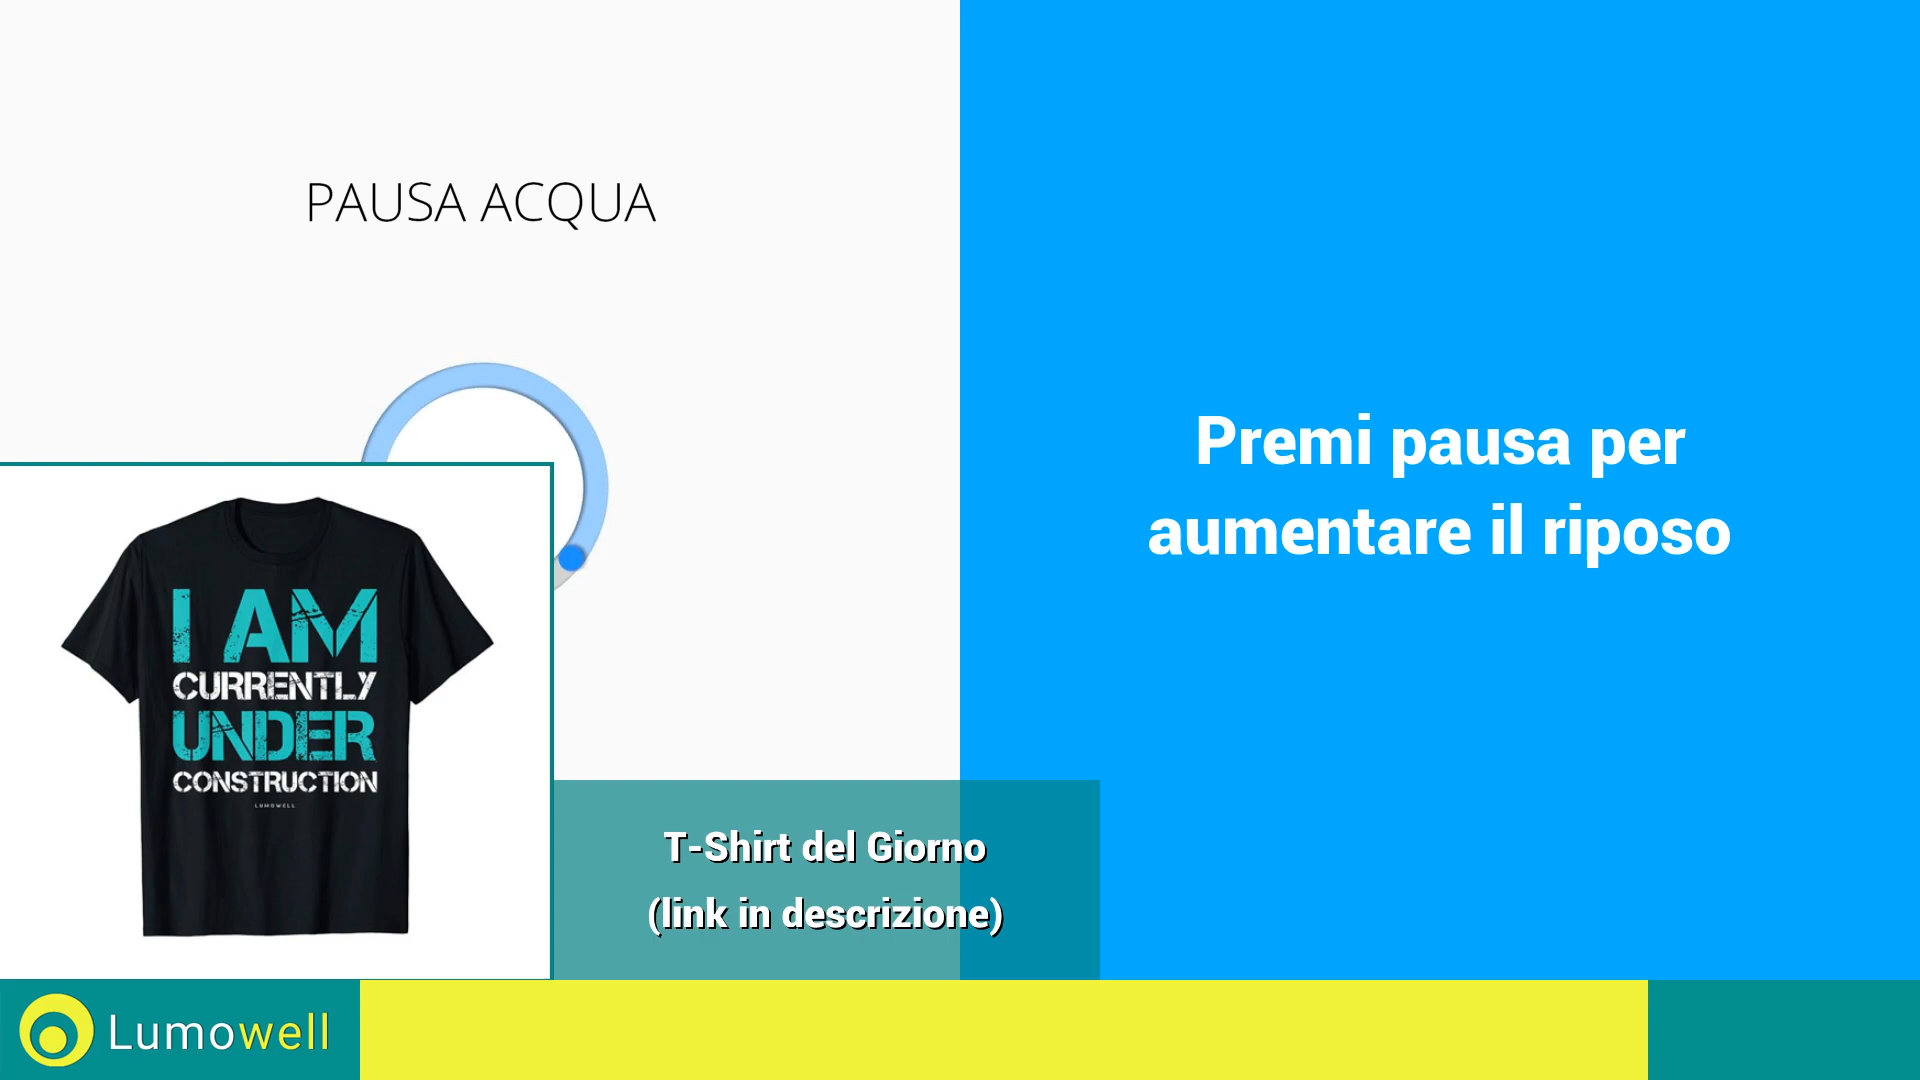 PAUSA ACQUA
Premi pausa per
aumentare il riposo
I AM
CURRENTLY
UNDER
CONSTRUCTION
LUMOWELL
T-Shirt del Giorno
(link in descrizione)
Lumowell